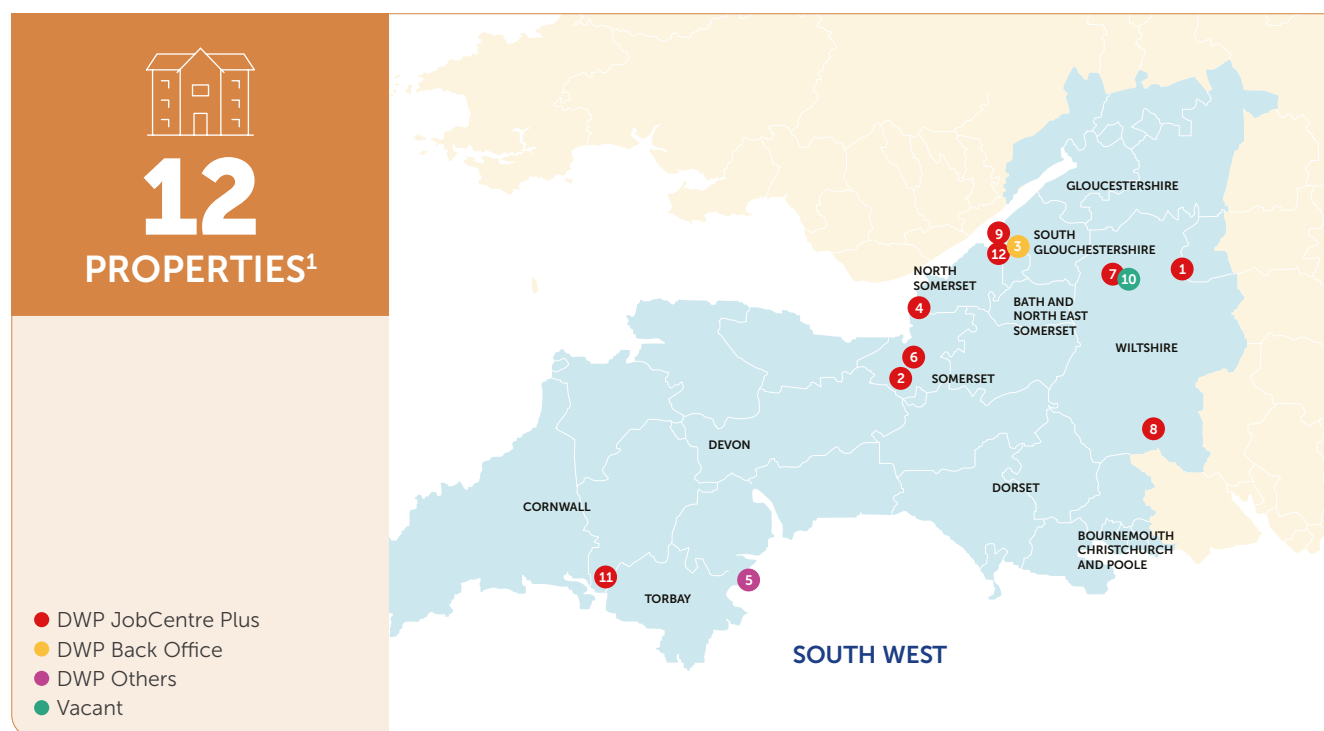 12
PROPERTIES¹
DWP JobCentre Plus
DWP Back Office
DWP Others
Vacant
GLOUCESTERSHIRE
9
3
SOUTH
GLOUCHESTERSHIRE
12
7
10
1
NORTH
SOMERSET
4
BATH AND
NORTH EAST
SOMERSET
WILTSHIRE
6
2
SOMERSET
8
DEVON
DORSET
CORNWALL
BOURNEMOUTH
CHRISTCHURCH
AND POOLE
11
5
TORBAY
SOUTH WEST